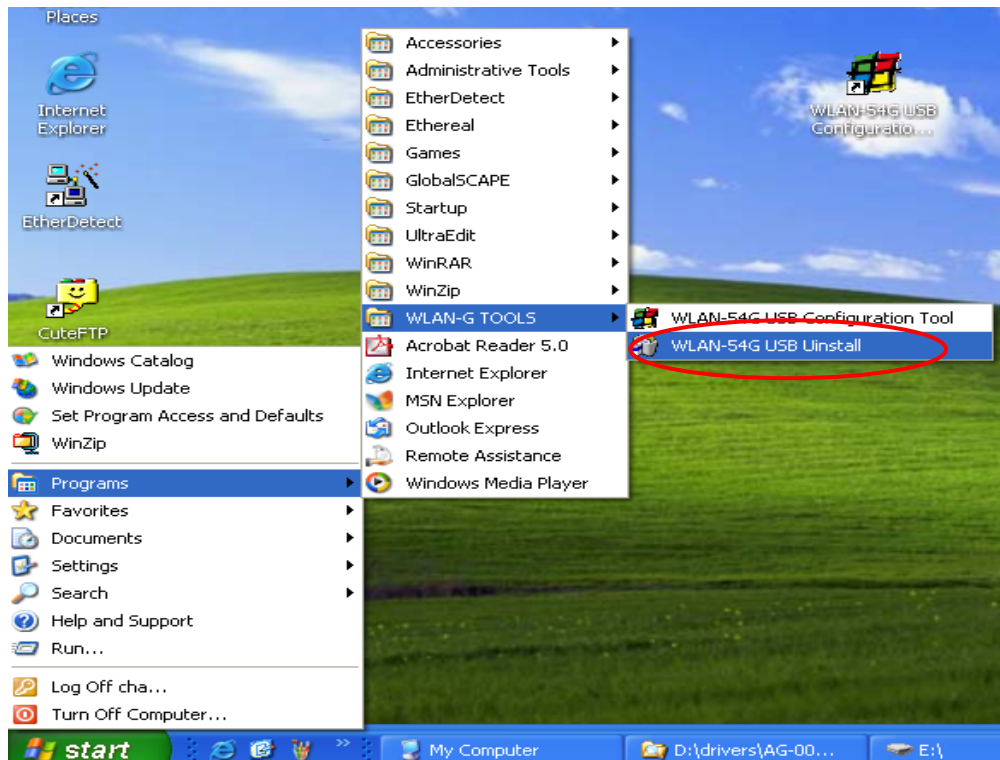 Places
Internet
Explorer
EtherDetect
CuteFTP
WLAN-54G USB
Configuratio...
Windows Catalog
Windows Update
Set Program Access and Defaults
WinZip
Programs
Favorites
Documents
Settings
Search
Help and Support
Run...
Log Off cha...
Turn Off Computer...
Accessories
Administrative Tools
EtherDetect
Ethereal
Games
GlobalSCAPE
Startup
UltraEdit
WinRAR
WinZip
WLAN-G TOOLS
Acrobat Reader 5.0
Internet Explorer
MSN Explorer
Outlook Express
Remote Assistance
Windows Media Player
WLAN-54G USB Configuration Tool
WLAN-54G USB Uinstall
start
My Computer
D:\drivers\AG-00...
E:\